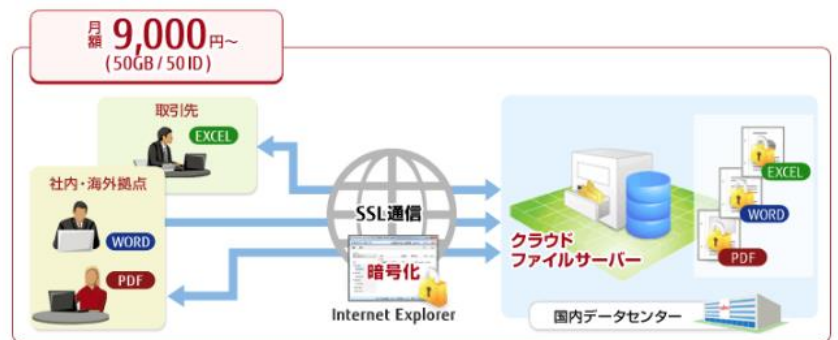 月額 9,000円～
(50GB / 50 ID)
取引先
EXCEL
社内・海外拠点
WORD
PDF
SSL通信
暗号化
Internet Explorer
クラウド
ファイルサーバー
EXCEL
WORD
PDF
国内データセンター